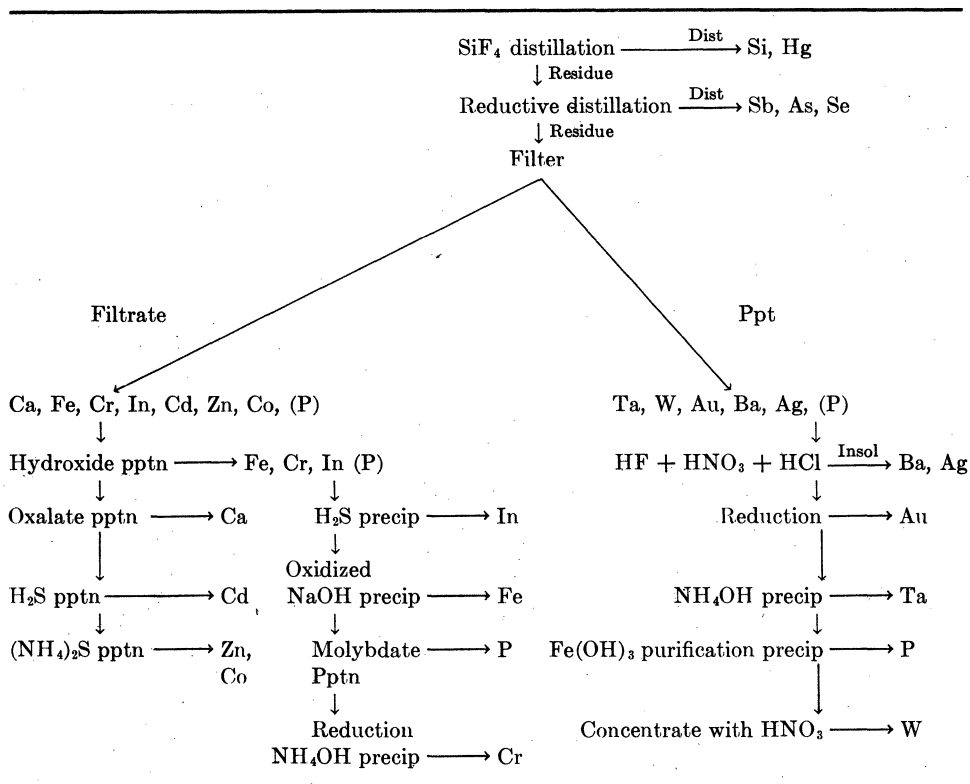 SiF₄ distillation Dist Si, Hg
Residue
Reductive distillation Dist Sb, As, Se
Residue
Filter
Filtrate
Ppt
Ca, Fe, Cr, In, Cd, Zn, Co, (P)
Ta, W, Au, Ba, Ag, (P)
Hydroxide pptn Fe, Cr, In (P)
HF + HNO₃ + HCl Insol Ba, Ag
Oxalate pptn Ca
H₂S precip In
Reduction Au
Oxidized
H₂S pptn Cd
NaOH precip Fe
NH₄OH precip Ta
(NH₄)₂S pptn Zn,
Co
Molybdate P
Pptn
Fe(OH)₃ purification precip P
Reduction
NH₄OH precip Cr
Concentrate with HNO₃ W